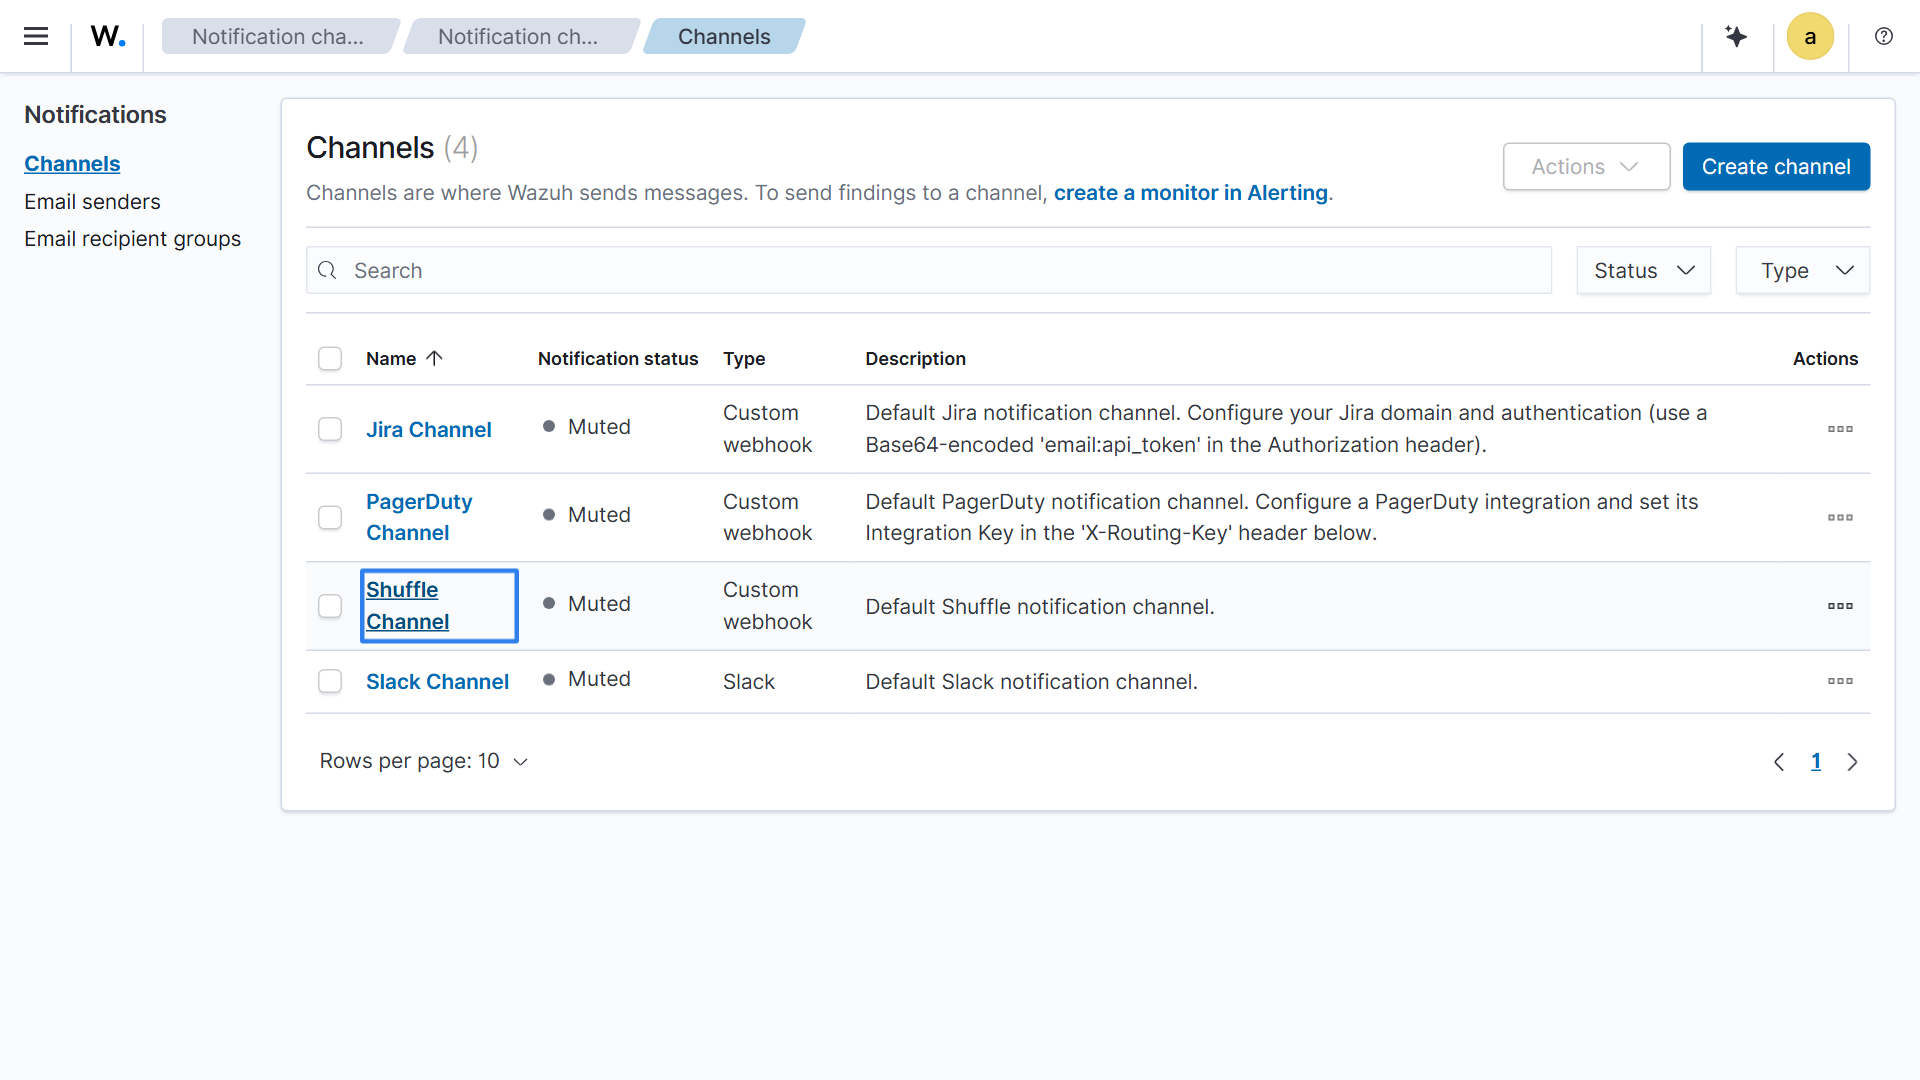 W.
Notification cha...
Notification ch...
Channels
a
Notifications
Channels
Email senders
Email recipient groups
Channels (4)
Channels are where Wazuh sends messages. To send findings to a channel, create a monitor in Alerting.
Actions
Create channel
Search
Status
Type
Name
Notification status
Type
Description
Actions
Jira Channel
Muted
Custom
webhook
Default Jira notification channel. Configure your Jira domain and authentication (use a
Base64-encoded 'email:api_token' in the Authorization header).
PagerDuty
Channel
Muted
Custom
webhook
Default PagerDuty notification channel. Configure a PagerDuty integration and set its
Integration Key in the 'X-Routing-Key' header below.
Shuffle
Channel
Muted
Custom
webhook
Default Shuffle notification channel.
Slack Channel
Muted
Slack
Default Slack notification channel.
Rows per page: 10
1